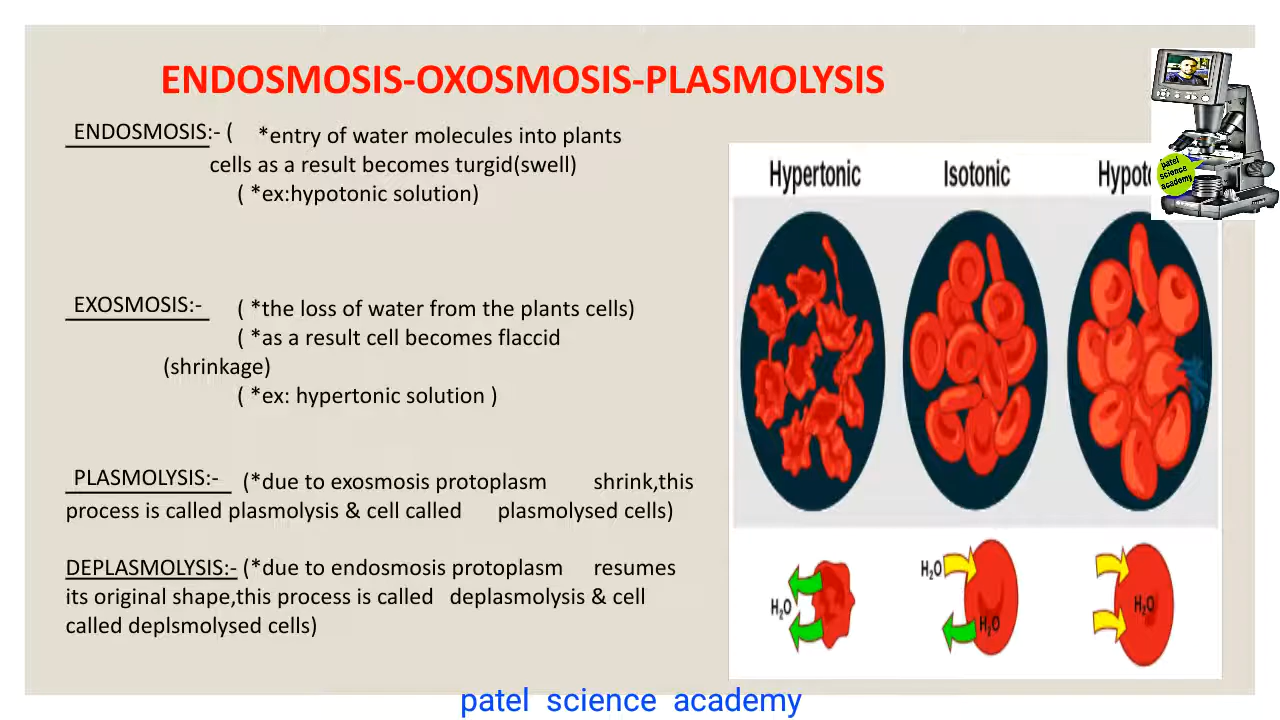 ENDOSMOSIS-OXOSMOSIS-PLASMOLYSIS
ENDOSMOSIS:- ( *entry of water molecules into plants
cells as a result becomes turgid(swell)
( *ex:hypotonic solution)
EXOSMOSIS:- ( *the loss of water from the plants cells)
( *as a result cell becomes flaccid
(shrinkage)
( *ex: hypertonic solution )
PLASMOLYSIS:- (*due to exosmosis protoplasm shrink,this
process is called plasmolysis & cell called plasmolysed cells)
DEPLASMOLYSIS:- (*due to endosmosis protoplasm resumes
its original shape,this process is called deplasmolysis & cell
called deplsmolysed cells)
Hypertonic Isotonic Hypot
patel
science
academy
H₂O
H₂O
H₂O
H₂O
patel science academy